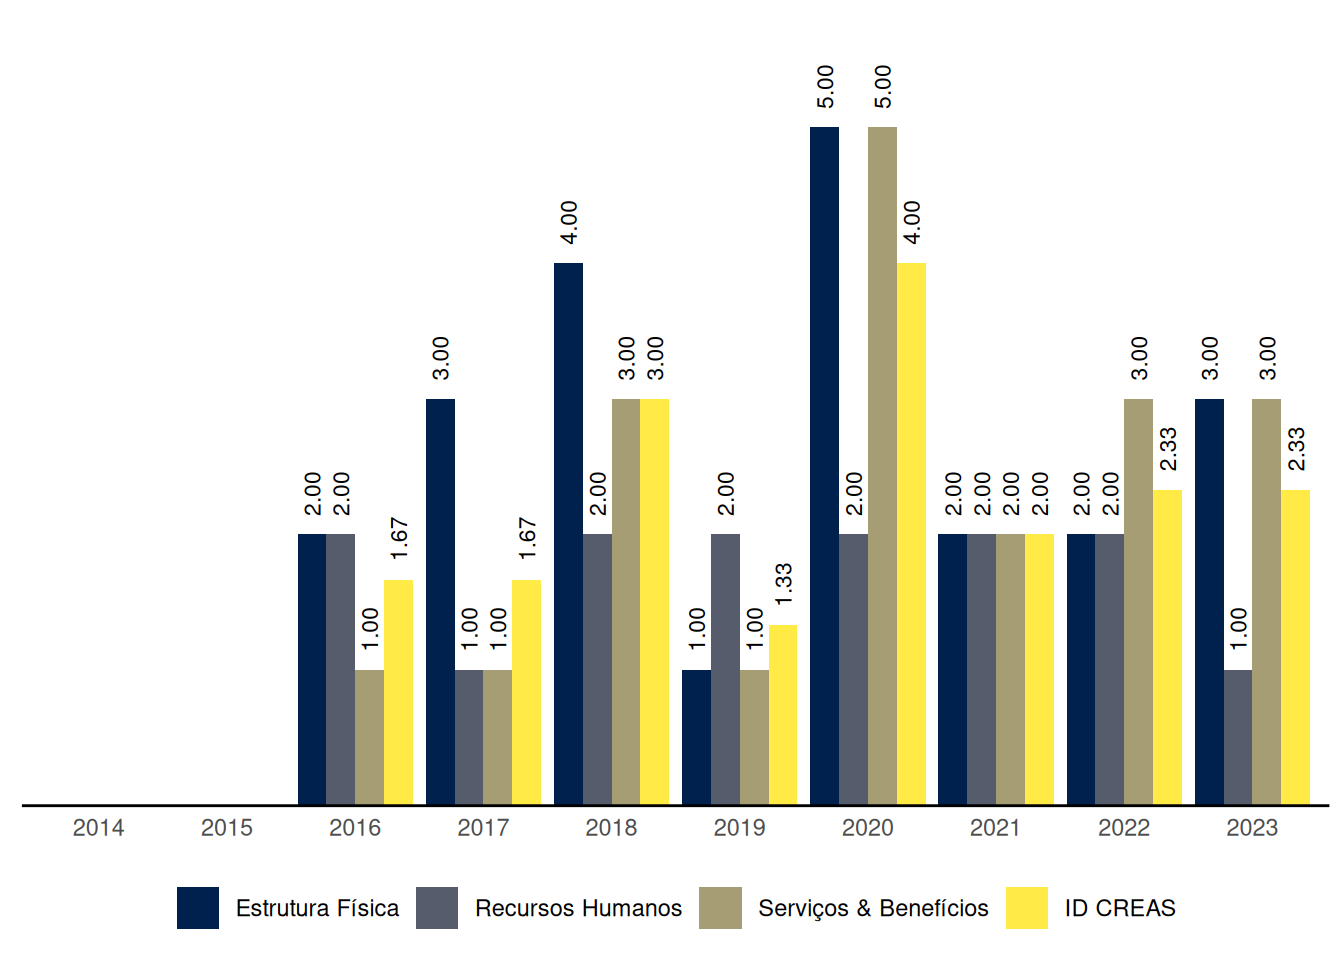 5.00 5.00
4.00 4.00
3.00 3.00 3.00 3.00 3.00 3.00
2.33 2.33
2.00 2.00 2.00 2.00 2.00 2.00 2.00 2.00 2.00 2.00 2.00
1.67 1.67
1.33
1.00 1.00 1.00 1.00 1.00 1.00
2014 2015 2016 2017 2018 2019 2020 2021 2022 2023
Estrutura Física Recursos Humanos Serviços & Benefícios ID CREAS